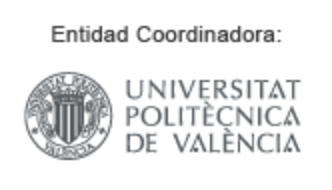 Entidad Coordinadora:
UNIVERSITAT
POLITÈCNICA
DE VALÈNCIA